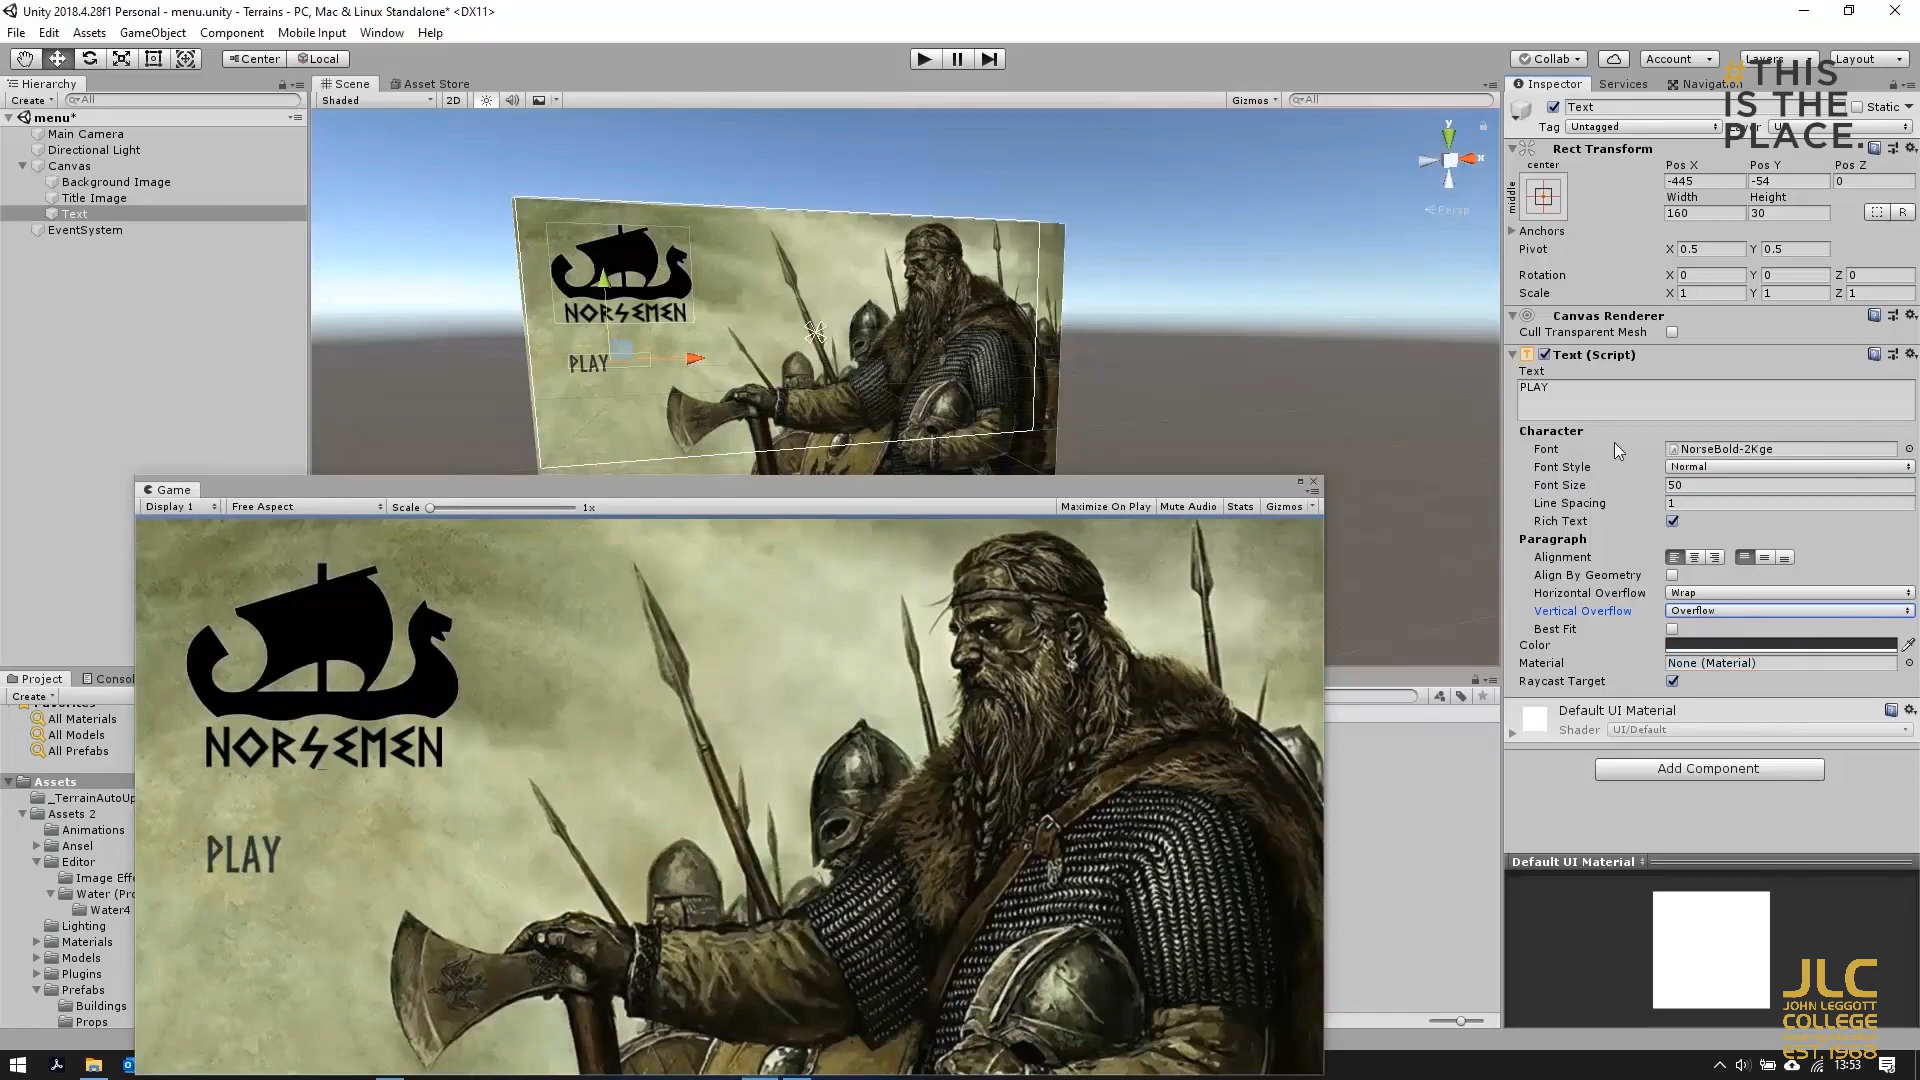 Unity 2018.4.28f1 Personal - menu.unity - Terrains - PC, Mac & Linux Standalone* <DX11>
File Edit Assets GameObject Component Mobile Input Window Help
Center Local
Collab Account Layers Layout
Hierarchy
Create All
menu*
Main Camera
Directional Light
Canvas
Background Image
Title Image
Text
EventSystem
Scene Asset Store
Shaded 2D Gizmos All
y
x
Persp
NORSEMEN
PLAY
Game
Display 1 Free Aspect Scale 1x Maximize On Play Mute Audio Stats Gizmos
NORSEMEN
PLAY
Project
Create
All Materials
All Models
All Prefabs
Assets
Assets 2
Animations
Ansel
Editor
Lighting
Water4
Materials
Models
Plugins
Prefabs
Buildings
Props
Inspector Services
#THIS
IS THE
PLACE.
Text Static
Tag Untagged
Rect Transform
center
middle
Pos X Pos Y Pos Z
-445 -54 0
Width Height
160 30
R
Anchors
Pivot X 0.5 Y 0.5
Rotation X 0 Y 0 Z 0
Scale X 1 Y 1 Z 1
Canvas Renderer
Cull Transparent Mesh
Text (Script)
Text
PLAY
Character
Font NorseBold-2Kge
Font Style Normal
Font Size 50
Line Spacing 1
Rich Text
Paragraph
Alignment
Align By Geometry
Horizontal Overflow Wrap
Vertical Overflow Overflow
Best Fit
Color
Material None (Material)
Raycast Target
Default UI Material
Shader UI/Default
Add Component
Default UI Material
JLC
JOHN LEGGOTT
COLLEGE
EST.1968
13:53